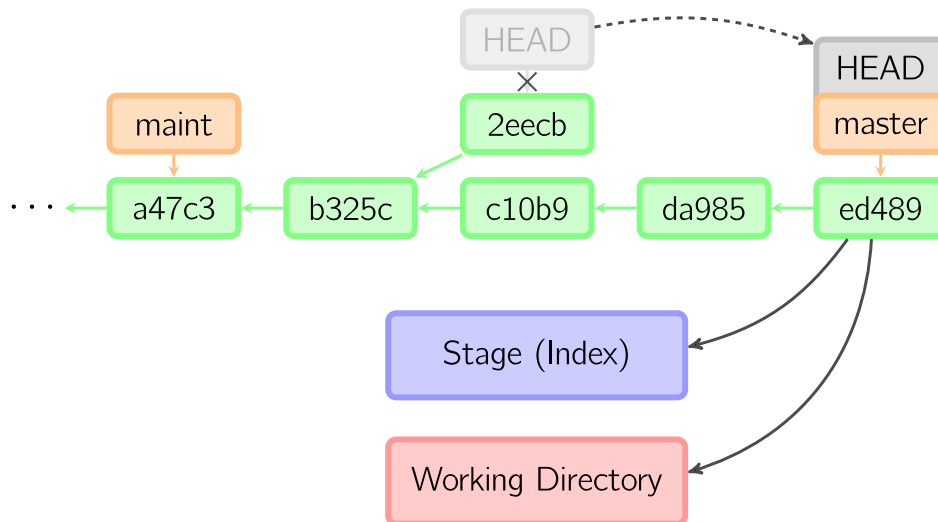 HEAD
HEAD
maint
2eecb
master
...
a47c3
b325c
c10b9
da985
ed489
Stage (Index)
Working Directory